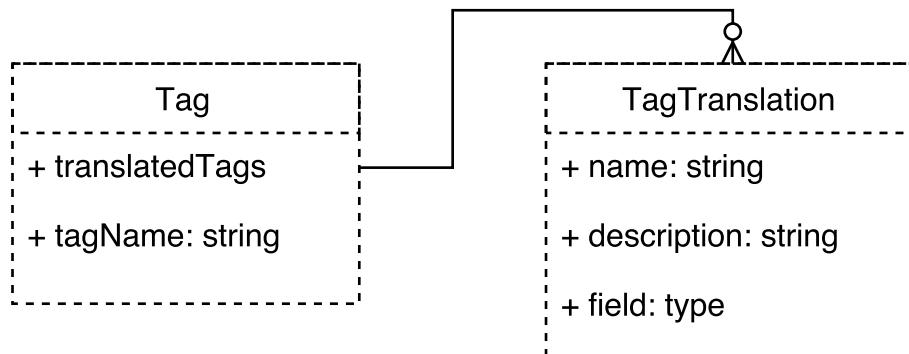 Tag
+ translatedTags
+ tagName: string
TagTranslation
+ name: string
+ description: string
+ field: type